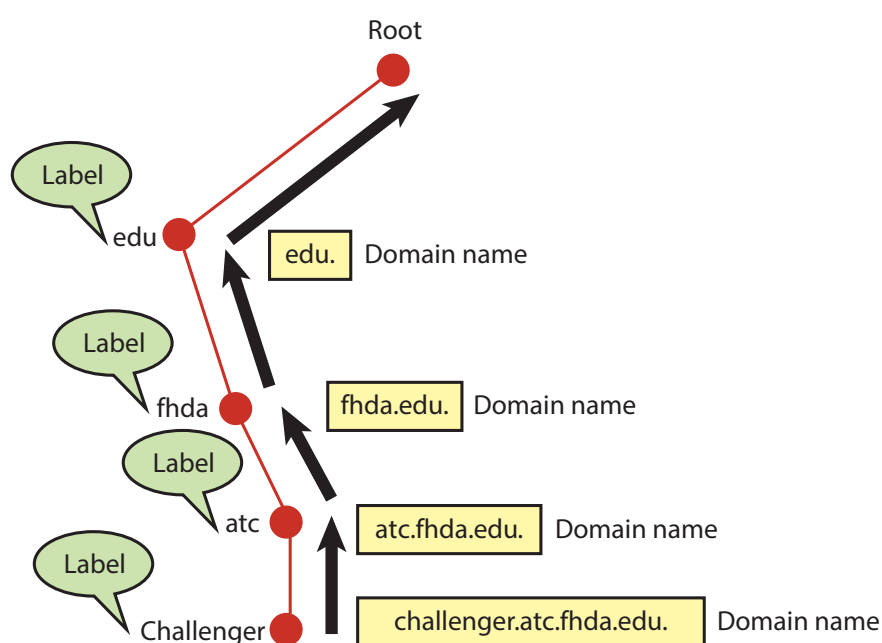 Root
Label
edu
edu. Domain name
Label
fhda
fhda.edu. Domain name
Label
atc
atc.fhda.edu. Domain name
Label
Challenger
challenger.atc.fhda.edu. Domain name